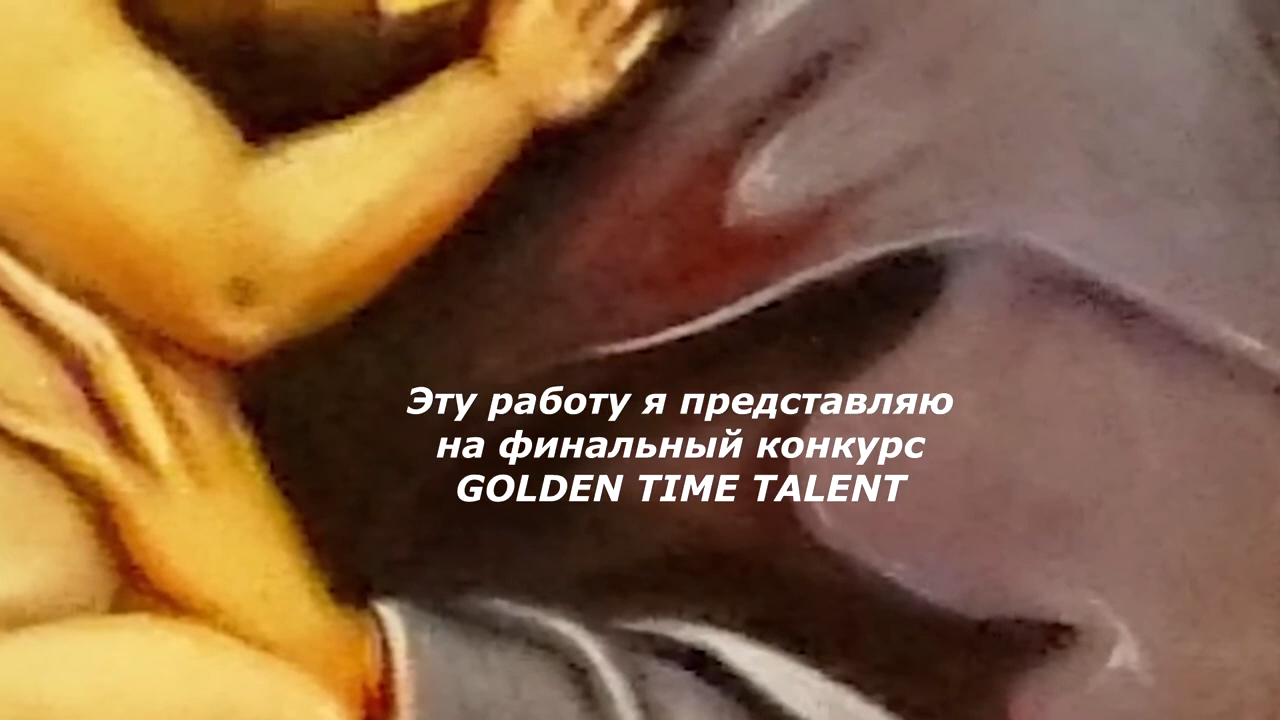 Эту работу я представляю
на финальный конкурс
GOLDEN TIME TALENT